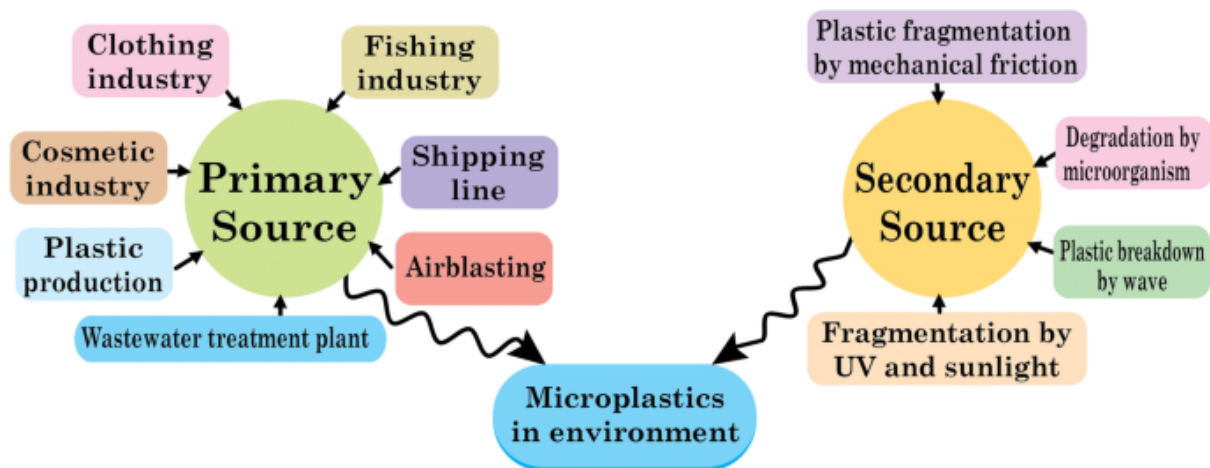 Clothing
industry
Fishing
industry
Cosmetic
industry
Primary
Source
Shipping
line
Plastic
production
Airblasting
Wastewater treatment plant
Plastic fragmentation
by mechanical friction
Secondary
Source
Degradation by
microorganism
Plastic breakdown
by wave
Fragmentation by
UV and sunlight
Microplastics
in environment